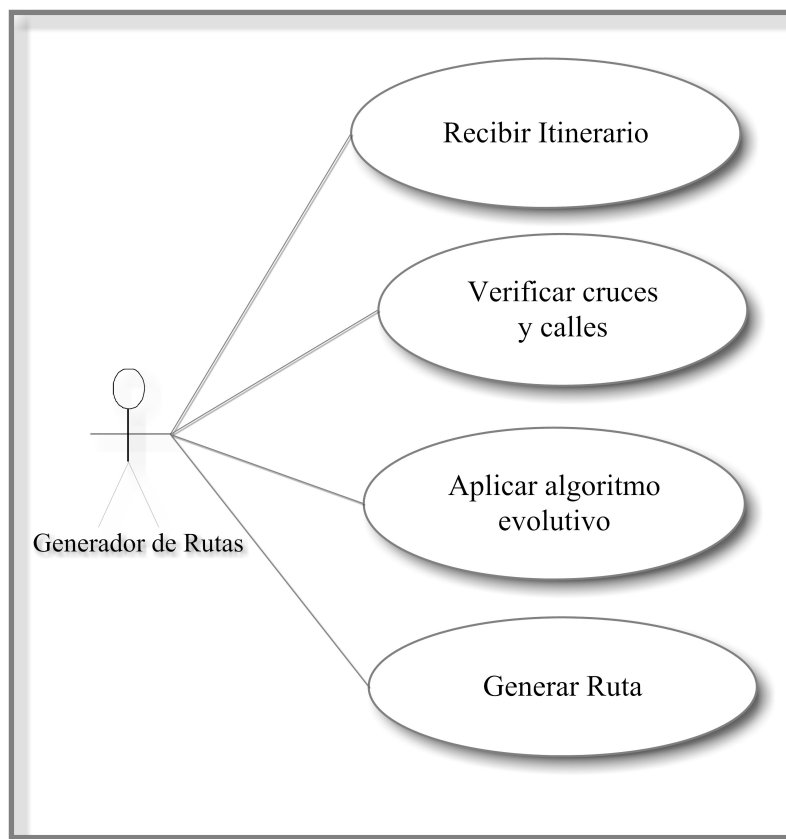 Recibir Itinerario
Verificar cruces
y calles
Aplicar algoritmo
evolutivo
Generador de Rutas
Generar Ruta